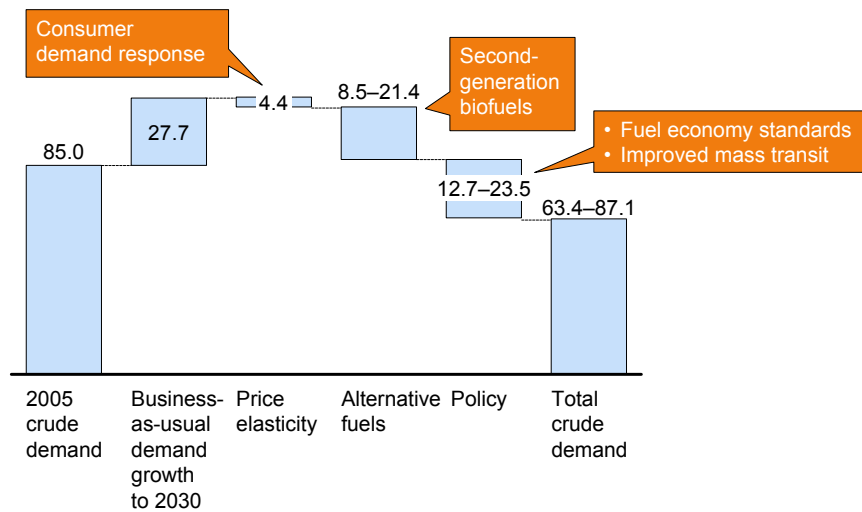 Consumer
demand response
Second-
generation
biofuels
• Fuel economy standards
• Improved mass transit
85.0
27.7
4.4
8.5–21.4
12.7–23.5
63.4–87.1
2005
crude
demand
Business-
as-usual
demand
growth
to 2030
Price
elasticity
Alternative
fuels
Policy
Total
crude
demand